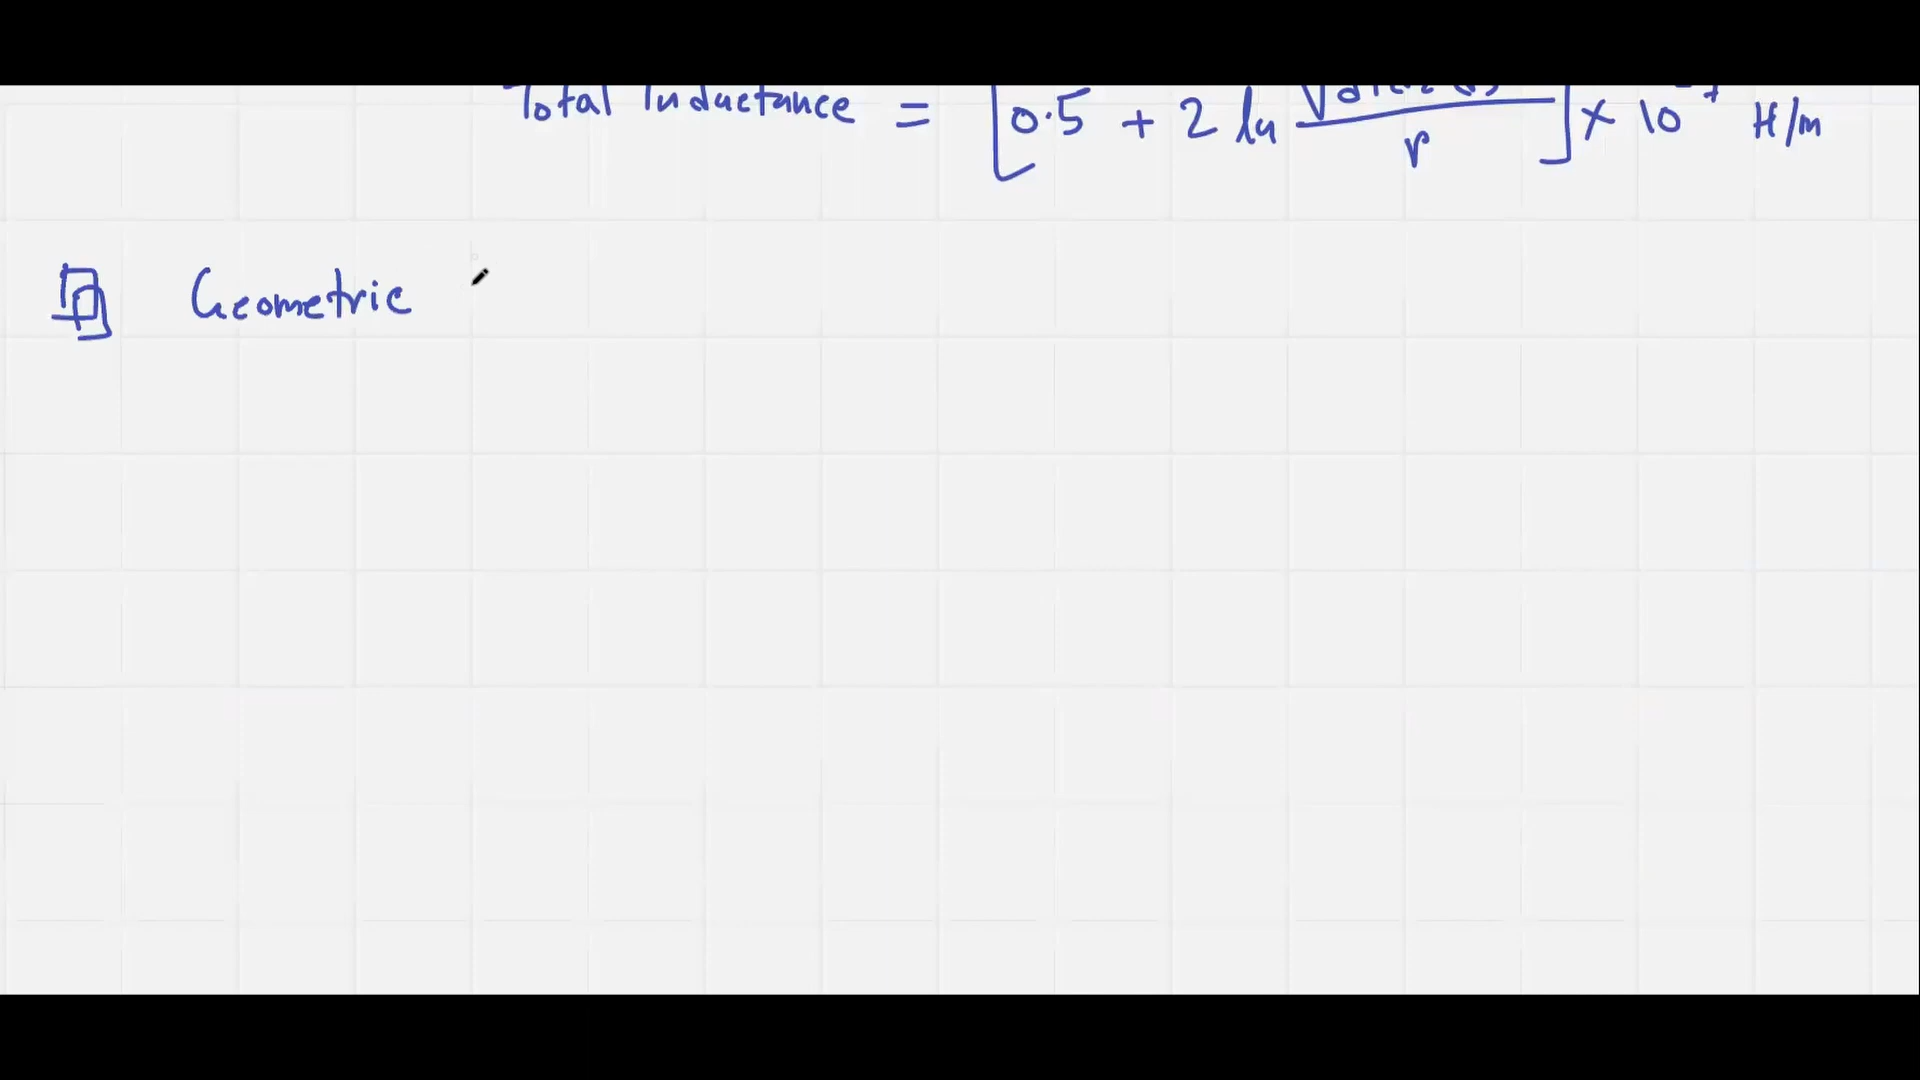 Total Inductance = [0.5 + 2 ln √ / r] × 10 H/m
Geometric